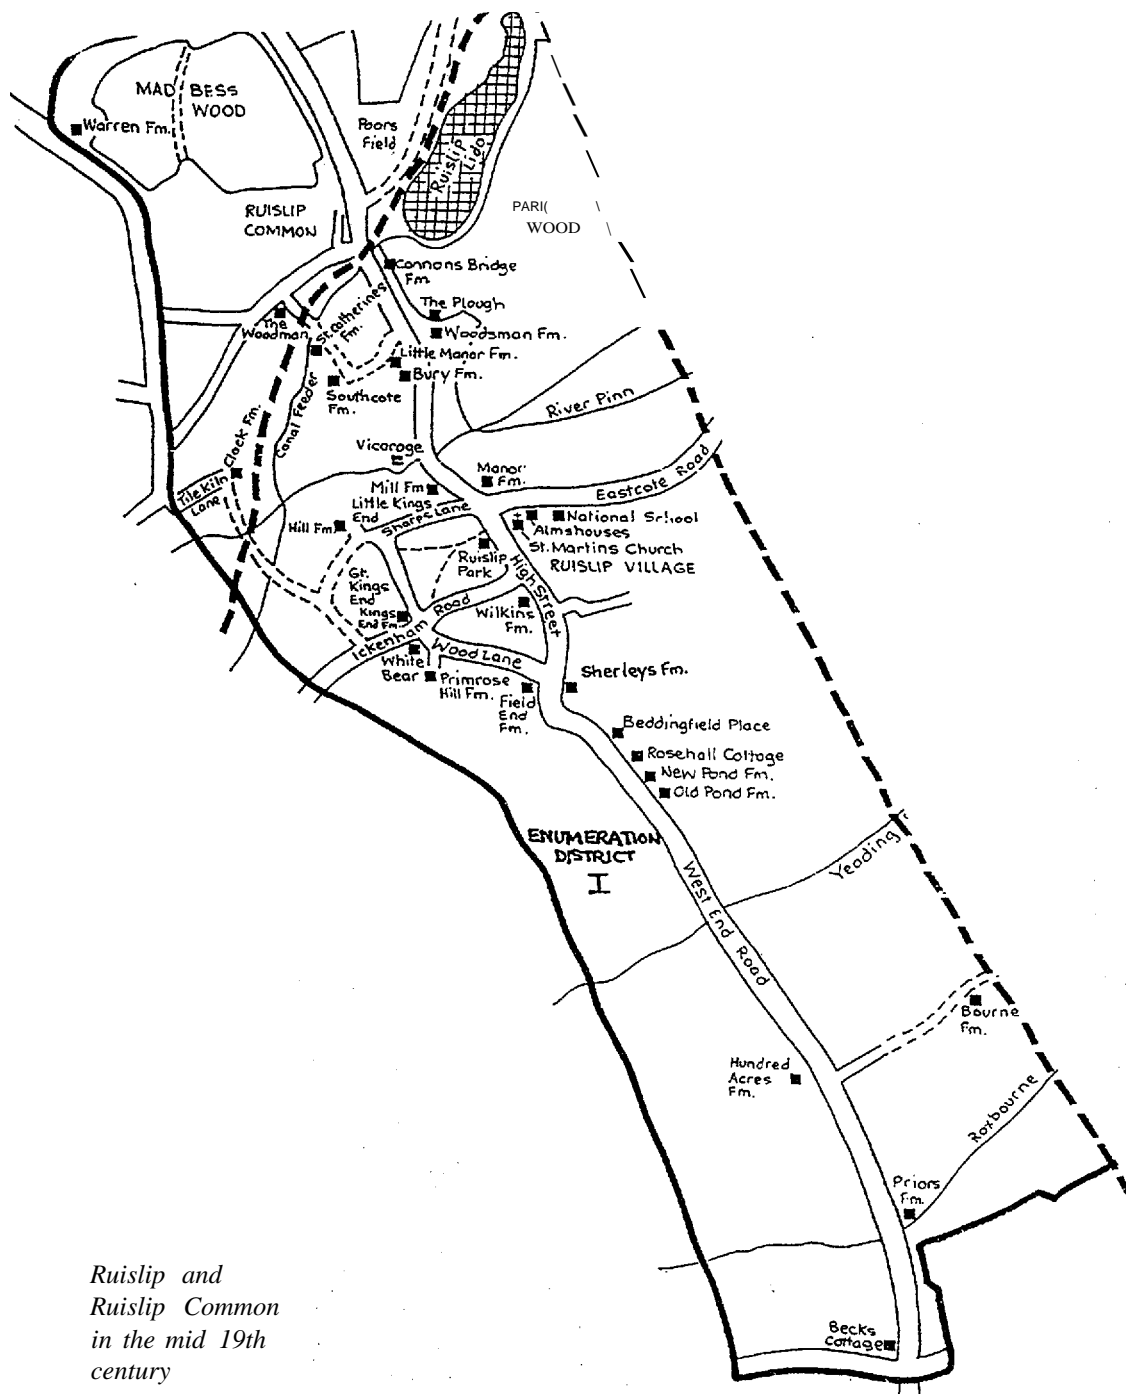 MAD BESS
WOOD
Warren Fm.
Poors
Field
Ruislip
Lido
RUISLIP
COMMON
PARI(
WOOD
Cannons Bridge
Fm.
The Plough
Woodsman Fm.
The
Woodman
St. Catherines
Fm.
Little Manor Fm.
Bury Fm.
Southcote
Fm.
Canal Feeder
River Pinn
Clack Fm.
Vicarage
Manor
Fm.
Eastcote Road
Tile Kiln
Lane
Mill Fm
Little Kings
End
Sharps Lane
Hill Fm
National School
Almshouses
St. Martins Church
RUISLIP VILLAGE
Ruislip
Park
High Street
Gt.
Kings
End
Kings
End Fm.
Ickenham Road
Wilkins
Fm.
Wood Lane
White
Bear
Primrose
Hill Fm.
Field
End
Fm.
Sherleys Fm.
Beddingfield Place
Rosehall Cottage
New Pond Fm.
Old Pond Fm.
ENUMERATION
DISTRICT
I
Yeading
West End Road
Bourne
Fm.
Hundred
Acres
Fm.
Roxbourne
Priors
Fm.
Becks
Cottage
Ruislip and
Ruislip Common
in the mid 19th
century